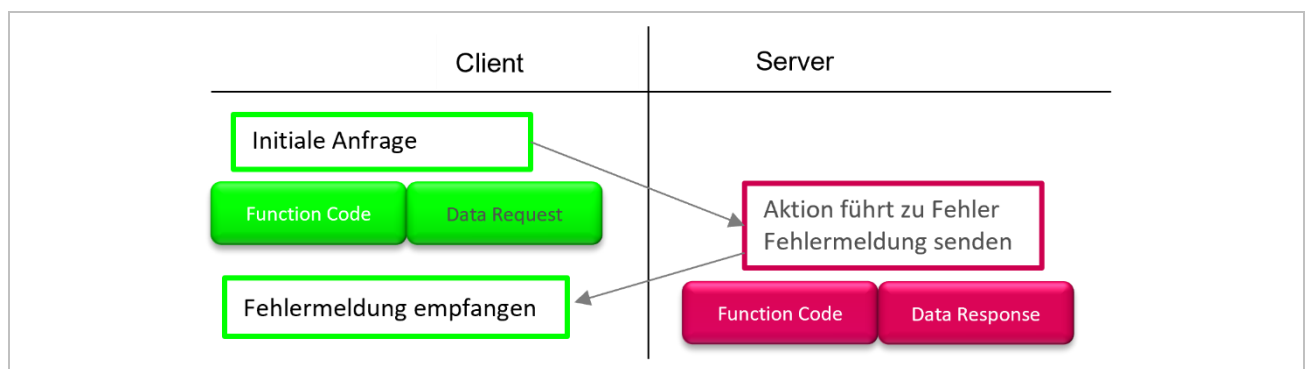 Client
Server
Initiale Anfrage
Function Code
Data Request
Aktion führt zu Fehler
Fehlermeldung senden
Fehlermeldung empfangen
Function Code
Data Response